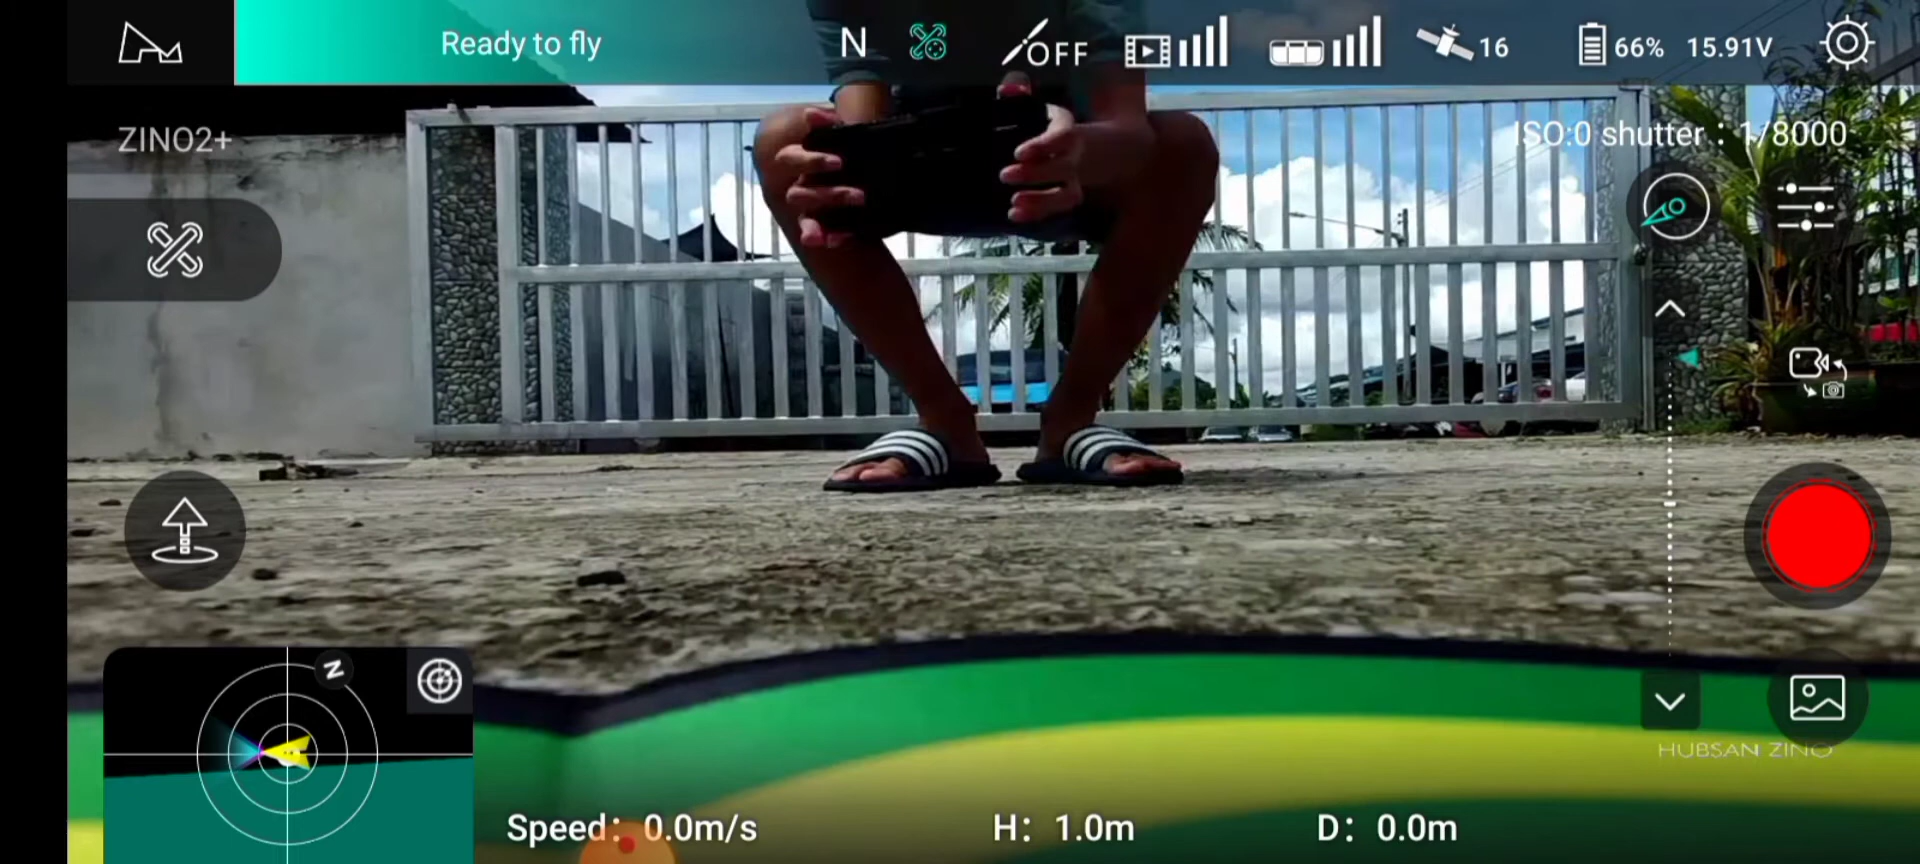 Ready to fly
N
OFF
16
66%
15.91V
ZINO2+
ISO:0 shutter : 1/8000
N
HUBSAN ZINO
Speed: 0.0m/s
H: 1.0m
D: 0.0m